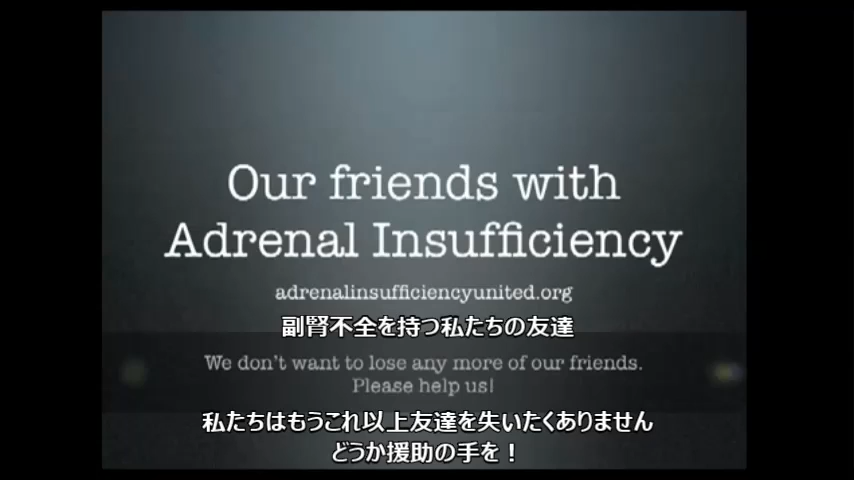 Our friends with
Adrenal Insufficiency
adrenalinsufficiencyunited.org
副腎不全を持つ私たちの友達
We don't want to lose any more of our friends.
Please help us!
私たちはもうこれ以上友達を失いたくありません
どうか援助の手を！